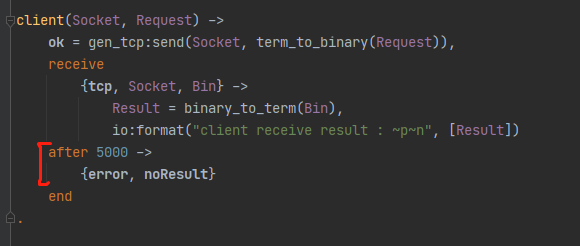 client(Socket, Request) ->
ok = gen_tcp:send(Socket, term_to_binary(Request)),
receive
{tcp, Socket, Bin} ->
Result = binary_to_term(Bin),
io:format("client receive result : ~p~n", [Result])
after 5000 ->
{error, noResult}
end
.